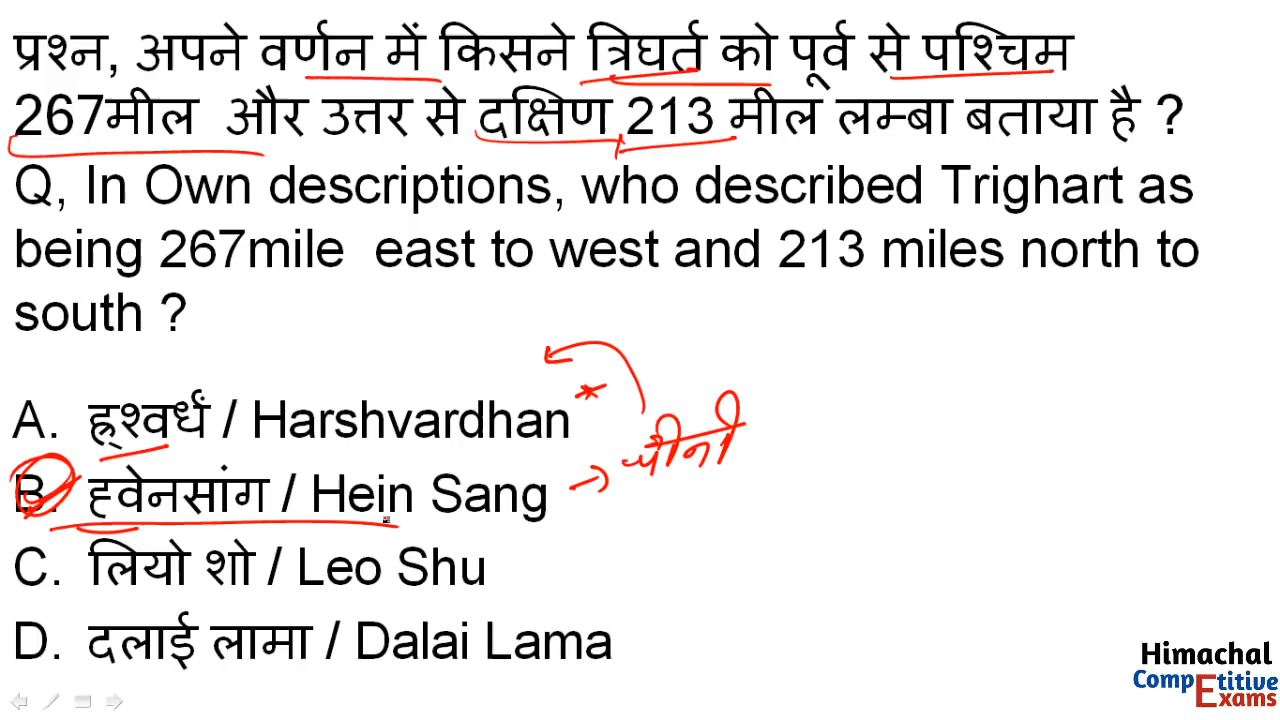 प्रश्न, अपने वर्णन में किसने त्रिघर्त को पूर्व से पश्चिम
267मील और उत्तर से दक्षिण 213 मील लम्बा बताया है ?
Q, In Own descriptions, who described Trighart as
being 267mile east to west and 213 miles north to
south ?
A. ह्र्श्वर्धं / Harshvardhan
B. ह्वेनसांग / Hein Sang → चीनी
C. लियो शो / Leo Shu
D. दलाई लामा / Dalai Lama
Himachal
CompEtitive
Exams